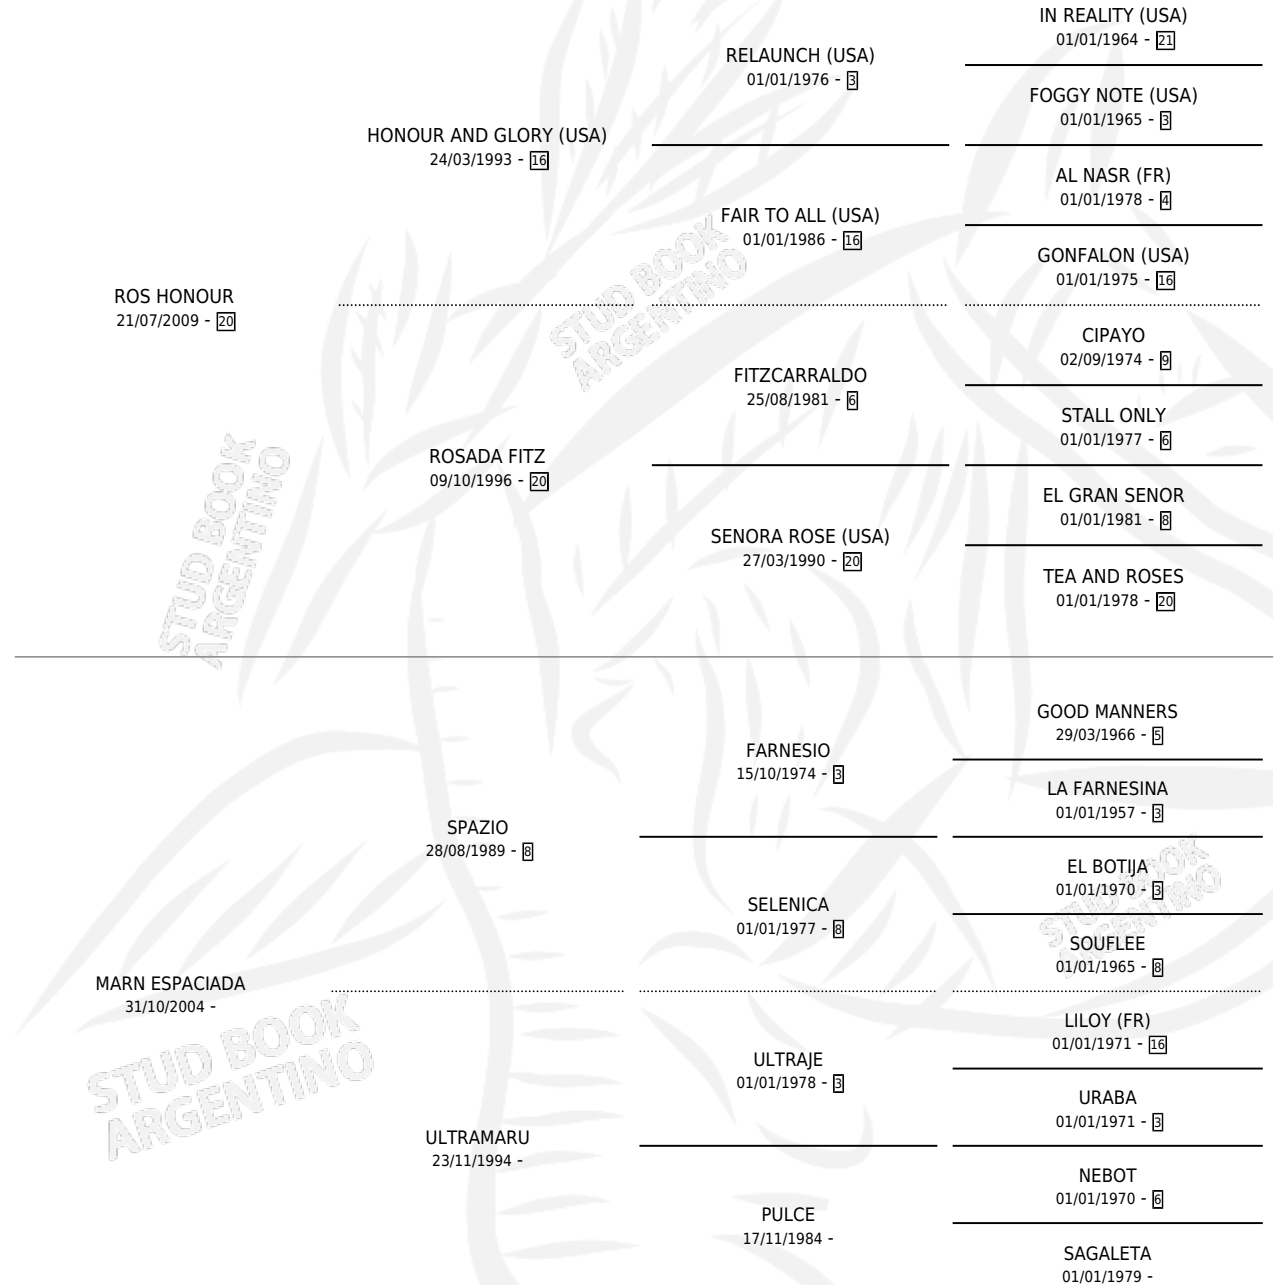 IN REALITY (USA)
01/01/1964 - 21
RELAUNCH (USA)
01/01/1976 - 3
FOGGY NOTE (USA)
01/01/1965 - 3
HONOUR AND GLORY (USA)
24/03/1993 - 16
AL NASR (FR)
01/01/1978 - 4
FAIR TO ALL (USA)
01/01/1986 - 16
GONFALON (USA)
01/01/1975 - 16
ROS HONOUR
21/07/2009 - 20
STUD BOOK
ARGENTINO
CIPAYO
02/09/1974 - 9
FITZCARRALDO
25/08/1981 - 6
STALL ONLY
01/01/1977 - 6
ROSADA FITZ
09/10/1996 - 20
EL GRAN SENOR
01/01/1981 - 8
SENORA ROSE (USA)
27/03/1990 - 20
TEA AND ROSES
01/01/1978 - 20
STUD BOOK
ARGENTINO
GOOD MANNERS
29/03/1966 - 5
FARNESIO
15/10/1974 - 3
LA FARNESINA
01/01/1957 - 3
SPAZIO
28/08/1989 - 8
EL BOTIJA
01/01/1970 - 3
SELENICA
01/01/1977 - 8
SOUFLEE
01/01/1965 - 8
STUD BOOK
ARGENTINO
MARN ESPACIADA
31/10/2004 -
LILOY (FR)
01/01/1971 - 16
ULTRAJE
01/01/1978 - 3
URABA
01/01/1971 - 3
STUD BOOK
ARGENTINO
ULTRAMARU
23/11/1994 -
NEBOT
01/01/1970 - 6
PULCE
17/11/1984 -
SAGALETA
01/01/1979 -